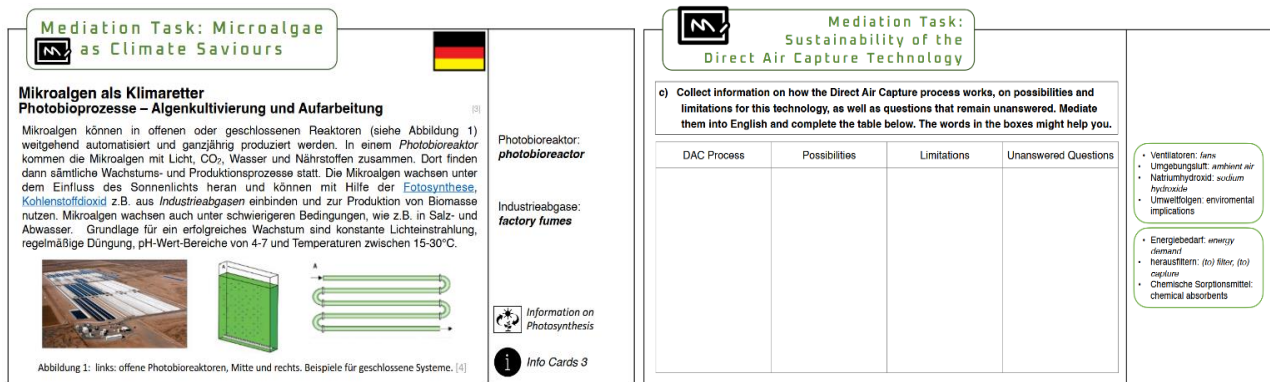 Mediation Task: Microalgae
as Climate Saviours
Mikroalgen als Klimaretter
Photobioprozesse – Algenkultivierung und Aufarbeitung
[3]
Mikroalgen können in offenen oder geschlossenen Reaktoren (siehe Abbildung 1)
weitgehend automatisiert und ganzjährig produziert werden. In einem Photobioreaktor
kommen die Mikroalgen mit Licht, CO₂, Wasser und Nährstoffen zusammen. Dort finden
dann sämtliche Wachstums- und Produktionsprozesse statt. Die Mikroalgen wachsen unter
dem Einfluss des Sonnenlichts heran und können mit Hilfe der Fotosynthese,
Kohlenstoffdioxid z.B. aus Industrieabgasen einbinden und zur Produktion von Biomasse
nutzen. Mikroalgen wachsen auch unter schwierigeren Bedingungen, wie z.B. in Salz- und
Abwasser. Grundlage für ein erfolgreiches Wachstum sind konstante Lichteinstrahlung,
regelmäßige Düngung, pH-Wert-Bereiche von 4-7 und Temperaturen zwischen 15-30°C.
A
A
Abbildung 1: links: offene Photobioreaktoren, Mitte und rechts. Beispiele für geschlossene Systeme. [4]
Photobioreaktor:
photobioreactor
Industrieabgase:
factory fumes
Information on
Photosynthesis
i
Info Cards 3
Mediation Task:
Sustainability of the
Direct Air Capture Technology
c) Collect information on how the Direct Air Capture process works, on possibilities and
limitations for this technology, as well as questions that remain unanswered. Mediate
them into English and complete the table below. The words in the boxes might help you.
DAC Process Possibilities Limitations Unanswered Questions
• Ventilatoren: fans
• Umgebungsluft: ambient air
• Natriumhydroxid: sodium
hydroxide
• Umweltfolgen: enviromental
implications
• Energiebedarf: energy
demand
• herausfiltern: (to) filter, (to)
capture
• Chemische Sorptionsmittel:
chemical absorbents